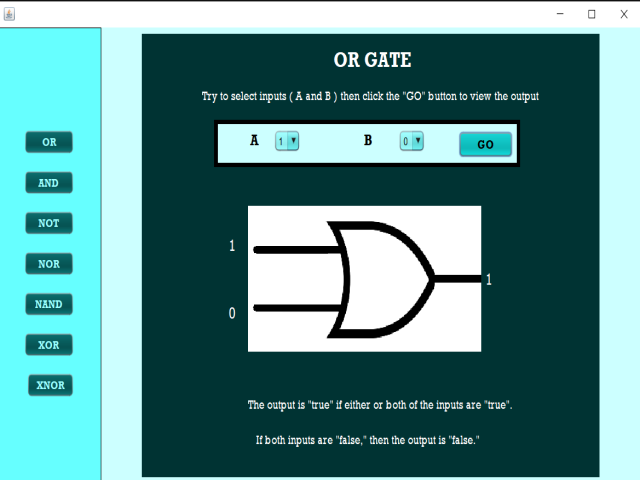 OR GATE
Try to select inputs ( A and B ) then click the "GO" button to view the output
A 1 B 0 GO
OR
AND
NOT
NOR
NAND
XOR
XNOR
1
0
1
The output is "true" if either or both of the inputs are "true".
If both inputs are "false," then the output is "false."